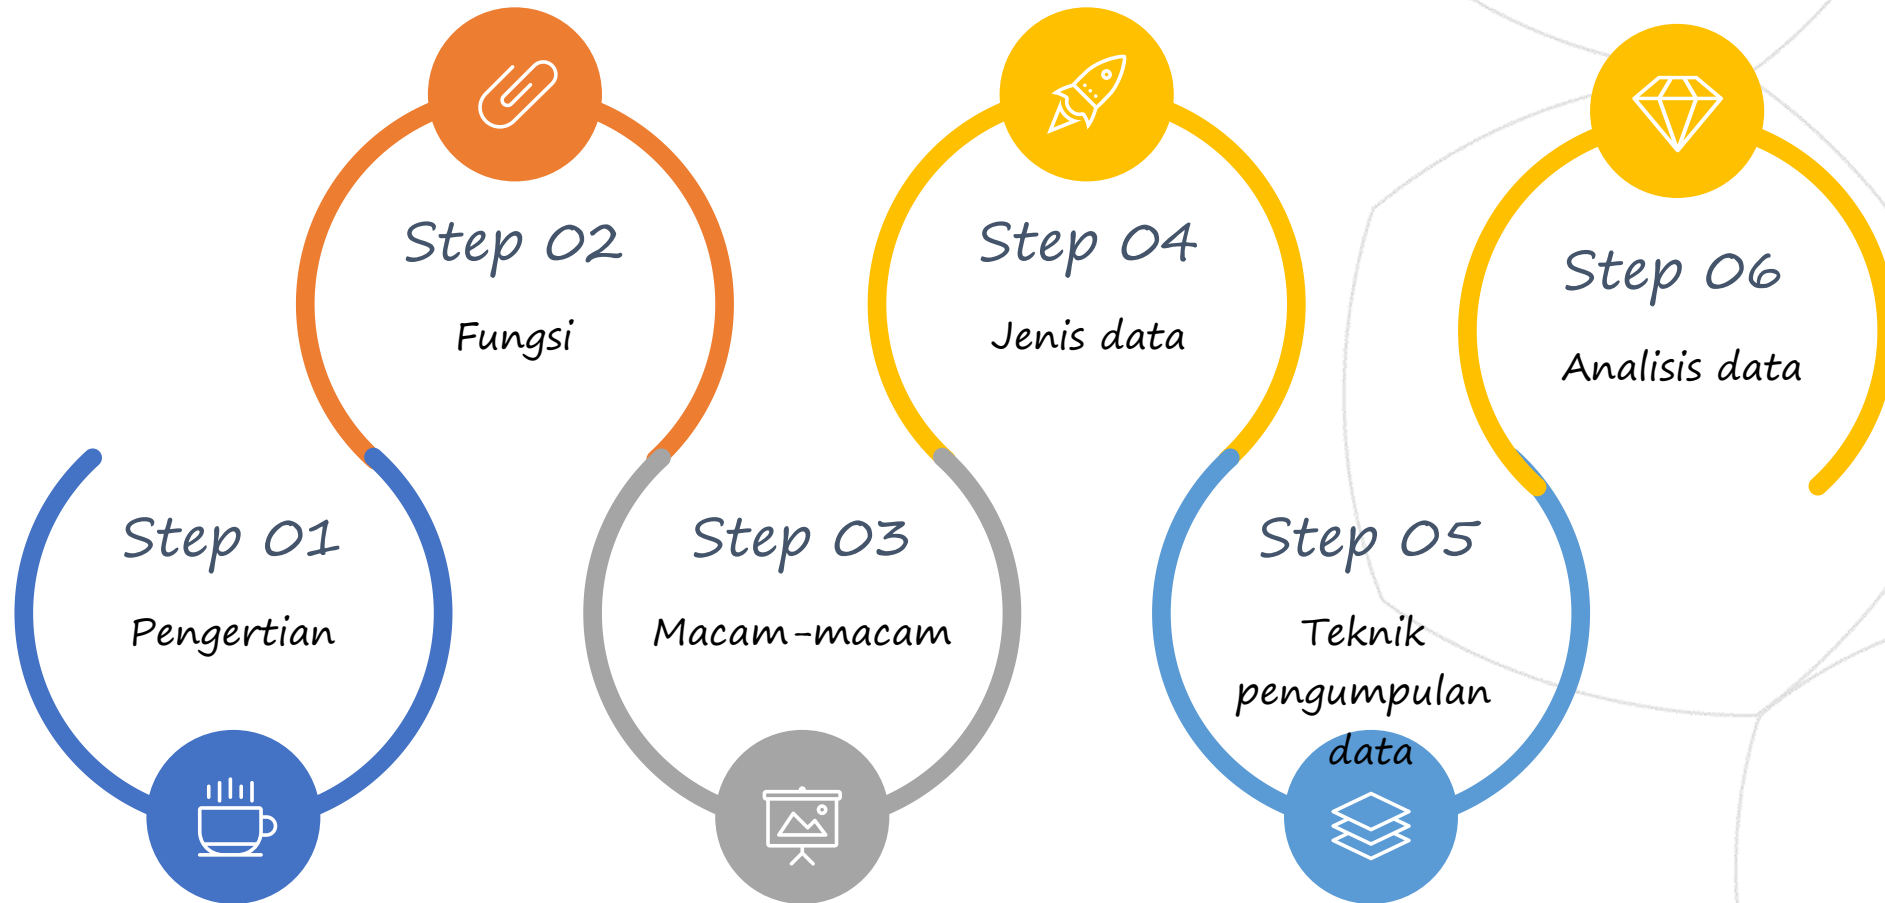 Step 01
Pengertian
Step 02
Fungsi
Step 03
Macam-macam
Step 04
Jenis data
Step 05
Teknik
pengumpulan
data
Step 06
Analisis data